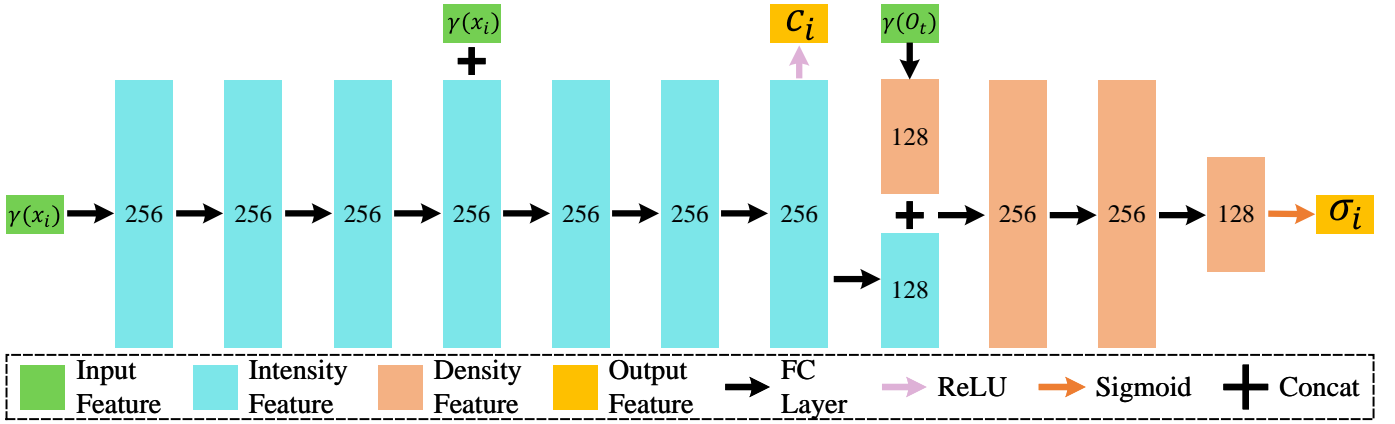 γ(x_i)
C_i
γ(O_t)
+
128
γ(x_i)
256
256
256
256
256
256
256
+
256
256
128
σ_i
128
Input
Feature
Intensity
Feature
Density
Feature
Output
Feature
FC
Layer
ReLU
Sigmoid
+
Concat